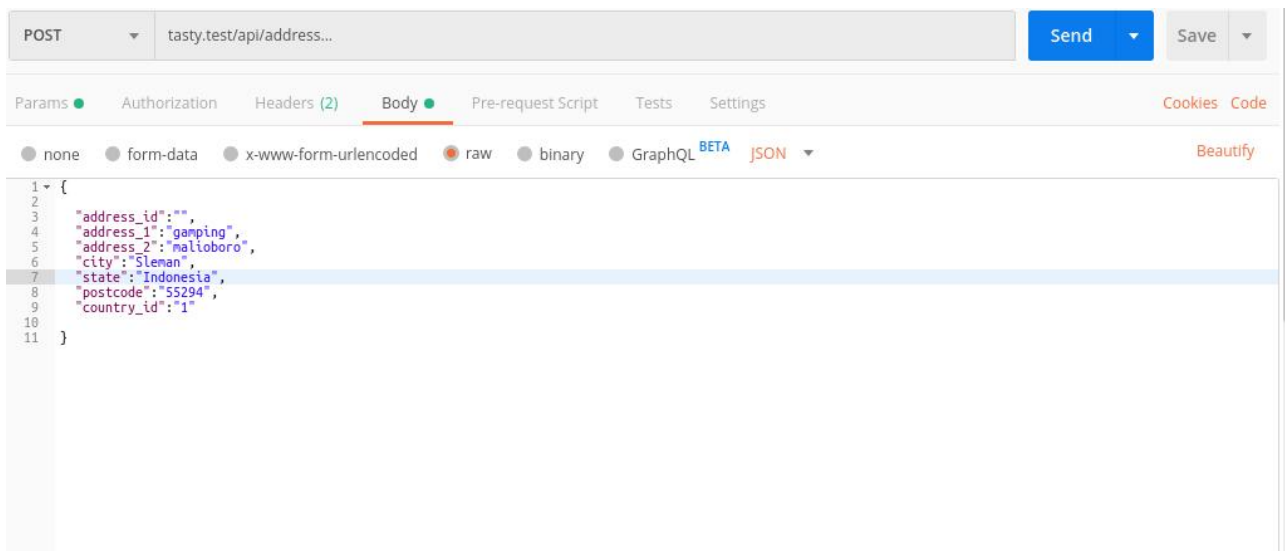 POST tasty.test/api/address... Send Save
Params Authorization Headers (2) Body Pre-request Script Tests Settings Cookies Code
none form-data x-www-form-urlencoded raw binary GraphQL BETA JSON Beautify
1 {
2
3 "address_id":"",
4 "address_1":"gamping",
5 "address_2":"malioboro",
6 "city":"Sleman",
7 "state":"Indonesia",
8 "postcode":"55294",
9 "country_id":"1"
10
11 }